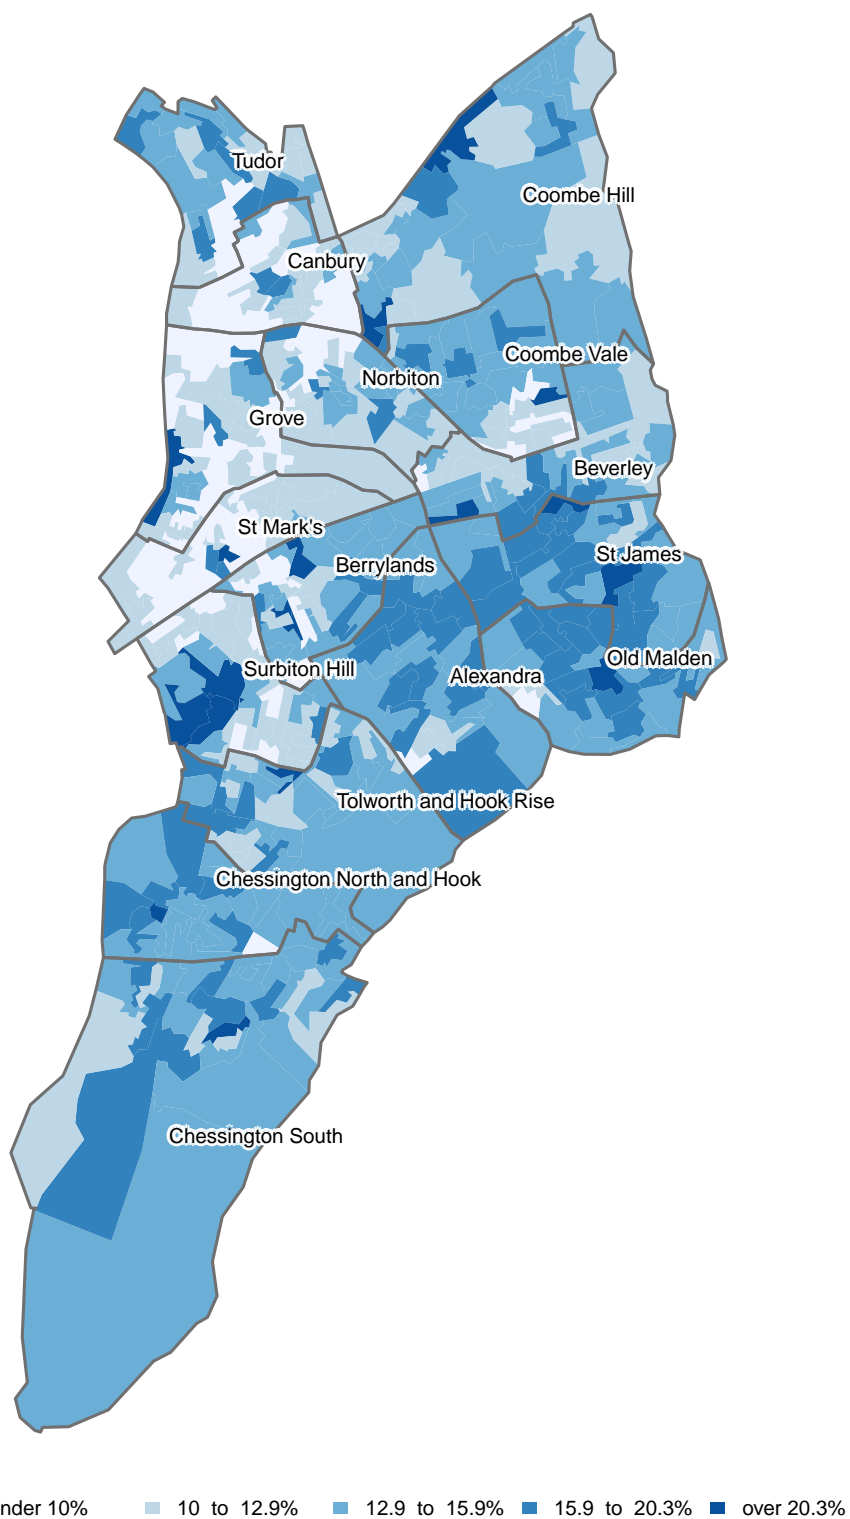 Tudor
Coombe Hill
Canbury
Coombe Vale
Norbiton
Grove
Beverley
St Mark's
St James
Berrylands
Old Malden
Surbiton Hill
Alexandra
Tolworth and Hook Rise
Chessington North and Hook
Chessington South
nder 10% 10 to 12.9% 12.9 to 15.9% 15.9 to 20.3% over 20.3%